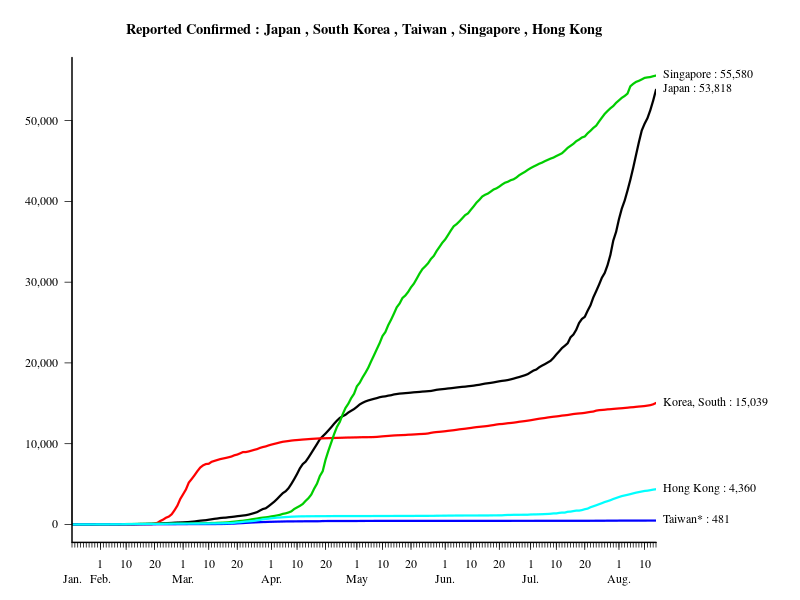 Reported Confirmed : Japan , South Korea , Taiwan , Singapore , Hong Kong
Singapore : 55,580
Japan : 53,818
50,000
40,000
30,000
20,000
Korea, South : 15,039
10,000
Hong Kong : 4,360
Taiwan* : 481
0
1 10 20 1 10 20 1 10 20 1 10 20 1 10 20 1 10 20 1 10
Jan. Feb. Mar. Apr. May Jun. Jul. Aug.